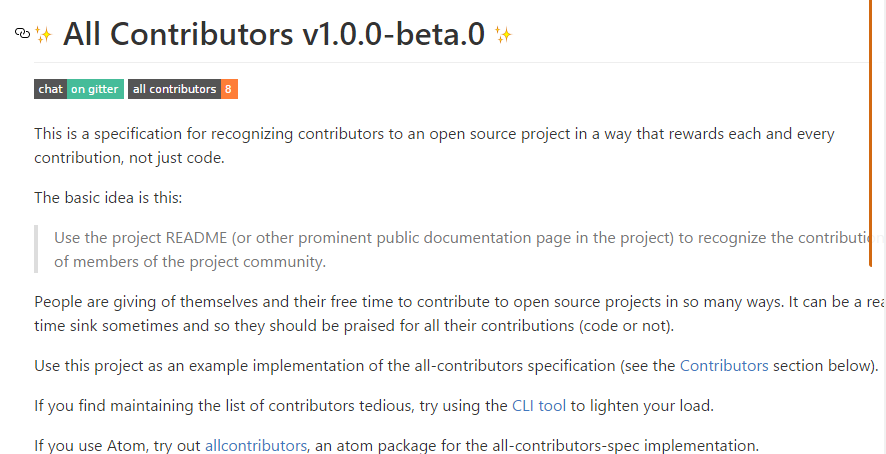 ✨ All Contributors v1.0.0-beta.0 ✨
chat on gitter all contributors 8
This is a specification for recognizing contributors to an open source project in a way that rewards each and every
contribution, not just code.
The basic idea is this:
Use the project README (or other prominent public documentation page in the project) to recognize the
of members of the project community.
People are giving of themselves and their free time to contribute to open source projects in so many ways. It can be a
time sink sometimes and so they should be praised for all their contributions (code or not).
Use this project as an example implementation of the all-contributors specification (see the Contributors section below).
If you find maintaining the list of contributors tedious, try using the CLI tool to lighten your load.
If you use Atom, try out allcontributors, an atom package for the all-contributors-spec implementation.